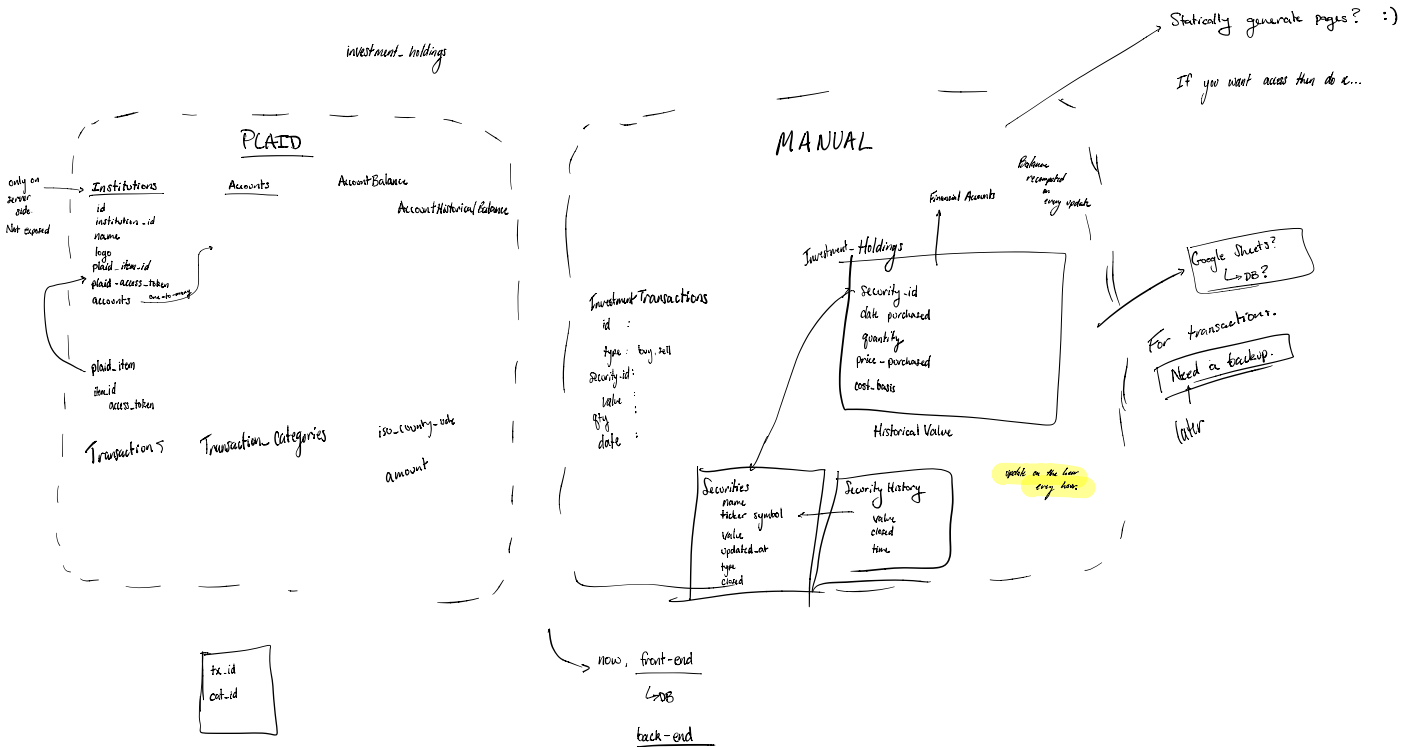 Statically generate pages? :)
If you want access then do a...
investment_holdings
PLAID
only on
server
side.
Not exposed
Institutions
id
institution_id
name
logo
plaid_item_id
plaid_access_token
accounts one-to-many
Accounts
AccountBalance
AccountHistoricalBalance
plaid_item
item_id
access_token
Transactions
Transaction_Categories
iso_county_code
amount
MANUAL
Balance
recomputed
on
every update
Financial Accounts
Investment_Holdings
security_id
date purchased
quantity
price_purchased
cost_basis
Historical Value
Investment Transactions
id :
type : buy, sell
security_id :
value :
qty :
date :
Securities
name
ticker symbol
value
updated_at
type
closed
Security History
value
closed
time
update on the hour
every hour.
Google Sheets?
↳ DB?
For transactions.
Need a backup.
later
tx_id
cat_id
now, front-end
↳ DB
back-end